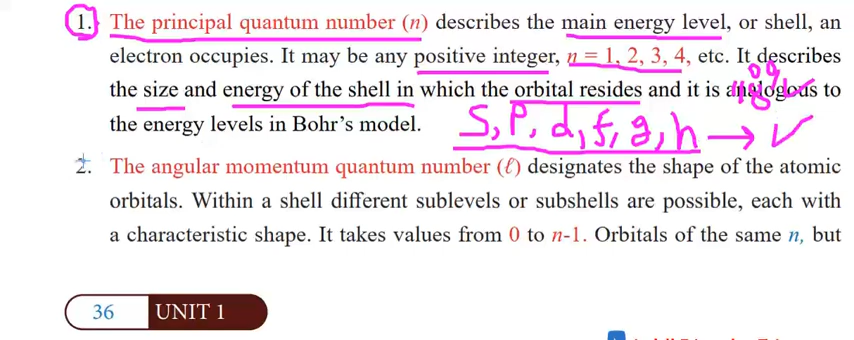 1. The principal quantum number (n) describes the main energy level, or shell, an
electron occupies. It may be any positive integer, n = 1, 2, 3, 4, etc. It describes
the size and energy of the shell in which the orbital resides and it is analogous to
the energy levels in Bohr's model.
S, P, d, f, g, h → ✓
2. The angular momentum quantum number (ℓ) designates the shape of the atomic
orbitals. Within a shell different sublevels or subshells are possible, each with
a characteristic shape. It takes values from 0 to n-1. Orbitals of the same n, but
36 UNIT 1